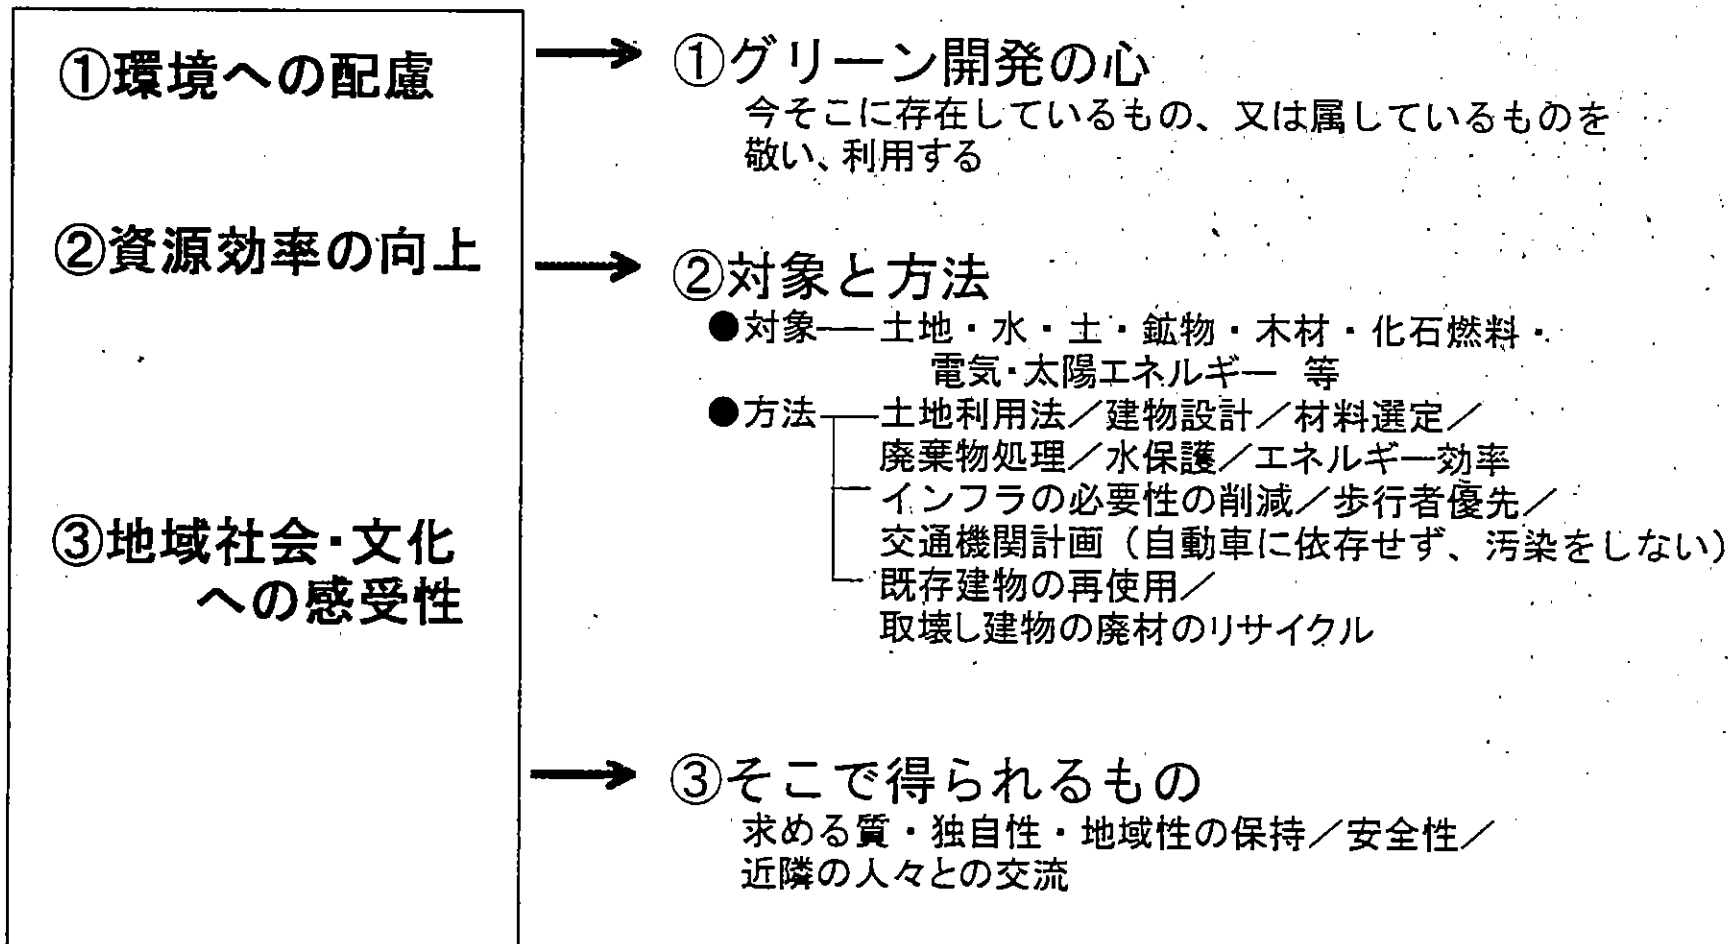 ①環境への配慮
②資源効率の向上
③地域社会・文化
への感受性
①グリーン開発の心
今そこに存在しているもの、又は属しているものを
敬い、利用する
②対象と方法
●対象──土地・水・土・鉱物・木材・化石燃料・
電気・太陽エネルギー 等
●方法──土地利用法／建物設計／材料選定／
廃棄物処理／水保護／エネルギー効率
インフラの必要性の削減／歩行者優先／
交通機関計画（自動車に依存せず、汚染をしない）
既存建物の再使用／
取壊し建物の廃材のリサイクル
③そこで得られるもの
求める質・独自性・地域性の保持／安全性／
近隣の人々との交流